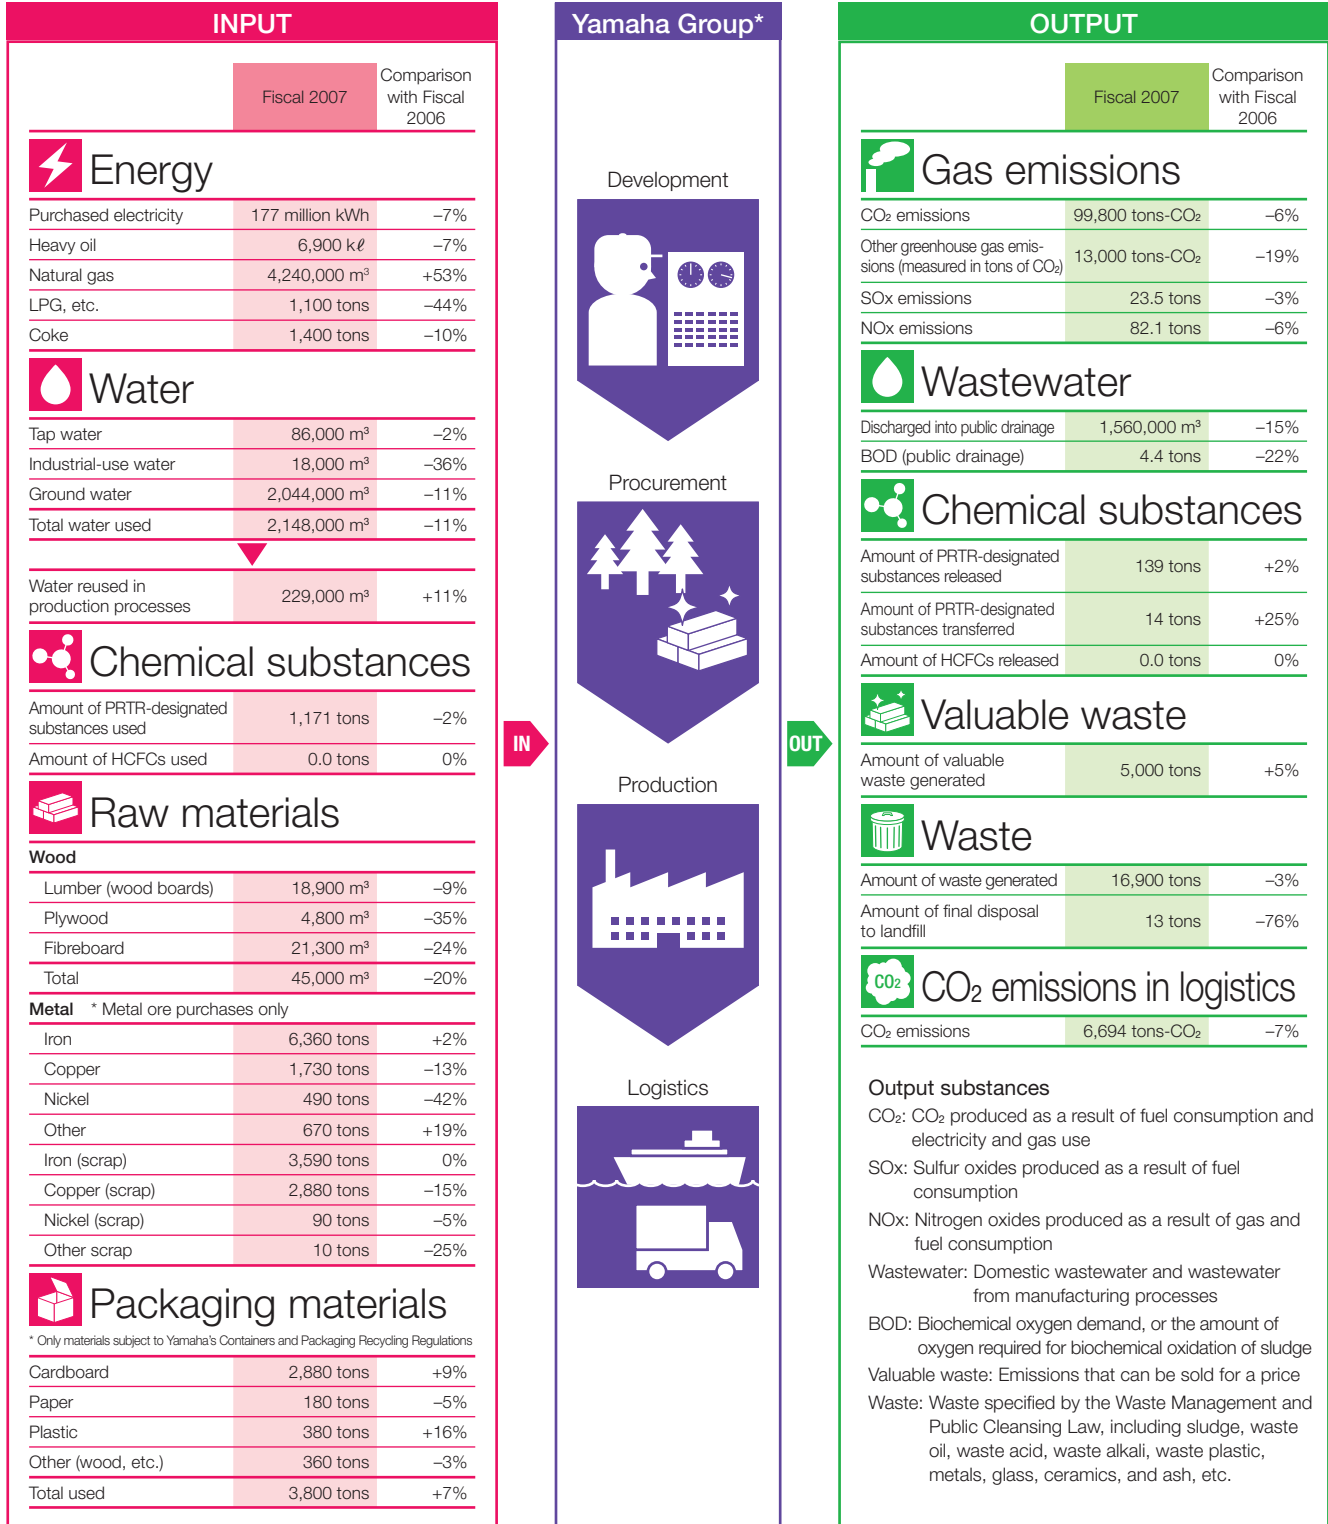 INPUT
Fiscal 2007
Comparison
with Fiscal
2006
Energy
Purchased electricity 177 million kWh –7%
Heavy oil 6,900 kℓ –7%
Natural gas 4,240,000 m³ +53%
LPG, etc. 1,100 tons –44%
Coke 1,400 tons –10%
Water
Tap water 86,000 m³ –2%
Industrial-use water 18,000 m³ –36%
Ground water 2,044,000 m³ –11%
Total water used 2,148,000 m³ –11%
Water reused in
production processes 229,000 m³ +11%
Chemical substances
Amount of PRTR-designated
substances used 1,171 tons –2%
Amount of HCFCs used 0.0 tons 0%
Raw materials
Wood
Lumber (wood boards) 18,900 m³ –9%
Plywood 4,800 m³ –35%
Fibreboard 21,300 m³ –24%
Total 45,000 m³ –20%
Metal * Metal ore purchases only
Iron 6,360 tons +2%
Copper 1,730 tons –13%
Nickel 490 tons –42%
Other 670 tons +19%
Iron (scrap) 3,590 tons 0%
Copper (scrap) 2,880 tons –15%
Nickel (scrap) 90 tons –5%
Other scrap 10 tons –25%
Packaging materials
* Only materials subject to Yamaha's Containers and Packaging Recycling Regulations
Cardboard 2,880 tons +9%
Paper 180 tons –5%
Plastic 380 tons +16%
Other (wood, etc.) 360 tons –3%
Total used 3,800 tons +7%
IN
Yamaha Group*
Development
Procurement
Production
Logistics
OUT
OUTPUT
Fiscal 2007
Comparison
with Fiscal
2006
Gas emissions
CO₂ emissions 99,800 tons-CO₂ –6%
Other greenhouse gas emis-
sions (measured in tons of CO₂) 13,000 tons-CO₂ –19%
SOx emissions 23.5 tons –3%
NOx emissions 82.1 tons –6%
Wastewater
Discharged into public drainage 1,560,000 m³ –15%
BOD (public drainage) 4.4 tons –22%
Chemical substances
Amount of PRTR-designated
substances released 139 tons +2%
Amount of PRTR-designated
substances transferred 14 tons +25%
Amount of HCFCs released 0.0 tons 0%
Valuable waste
Amount of valuable
waste generated 5,000 tons +5%
Waste
Amount of waste generated 16,900 tons –3%
Amount of final disposal
to landfill 13 tons –76%
CO₂
CO₂ emissions in logistics
CO₂ emissions 6,694 tons-CO₂ –7%
Output substances
CO₂: CO₂ produced as a result of fuel consumption and
electricity and gas use
SOx: Sulfur oxides produced as a result of fuel
consumption
NOx: Nitrogen oxides produced as a result of gas and
fuel consumption
Wastewater: Domestic wastewater and wastewater
from manufacturing processes
BOD: Biochemical oxygen demand, or the amount of
oxygen required for biochemical oxidation of sludge
Valuable waste: Emissions that can be sold for a price
Waste: Waste specified by the Waste Management and
Public Cleansing Law, including sludge, waste
oil, waste acid, waste alkali, waste plastic,
metals, glass, ceramics, and ash, etc.